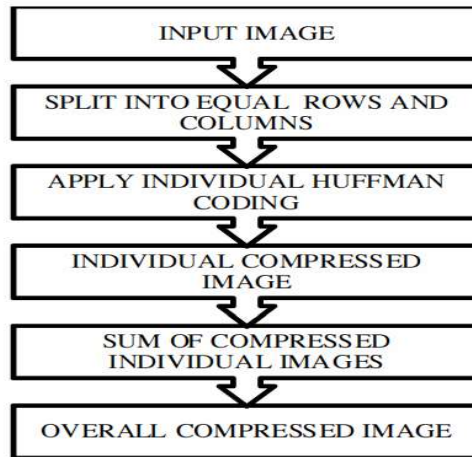 INPUT IMAGE
SPLIT INTO EQUAL ROWS AND
COLUMNS
APPLY INDIVIDUAL HUFFMAN
CODING
INDIVIDUAL COMPRESSED
IMAGE
SUM OF COMPRESSED
INDIVIDUAL IMAGES
OVERALL COMPRESSED IMAGE